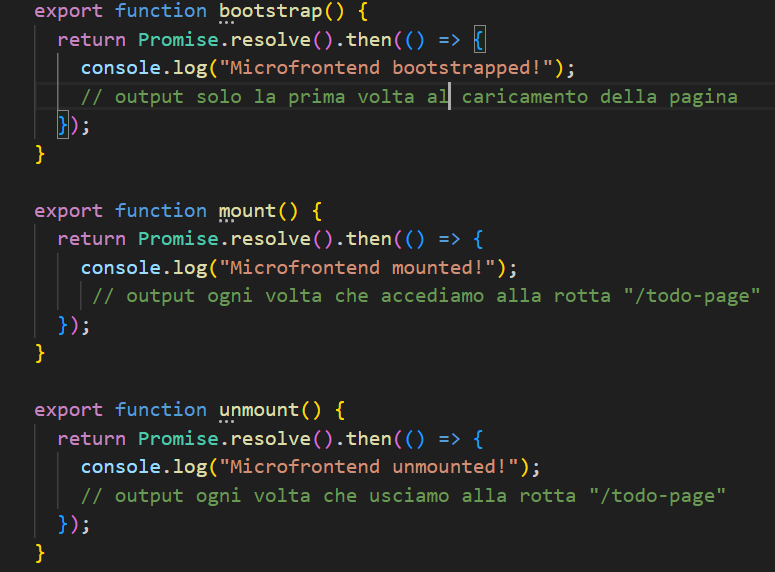 export function bootstrap() {
return Promise.resolve().then(() => {
console.log("Microfrontend bootstrapped!");
// output solo la prima volta al caricamento della pagina
});
}
export function mount() {
return Promise.resolve().then(() => {
console.log("Microfrontend mounted!");
// output ogni volta che accediamo alla rotta "/todo-page"
});
}
export function unmount() {
return Promise.resolve().then(() => {
console.log("Microfrontend unmounted!");
// output ogni volta che usciamo alla rotta "/todo-page"
});
}